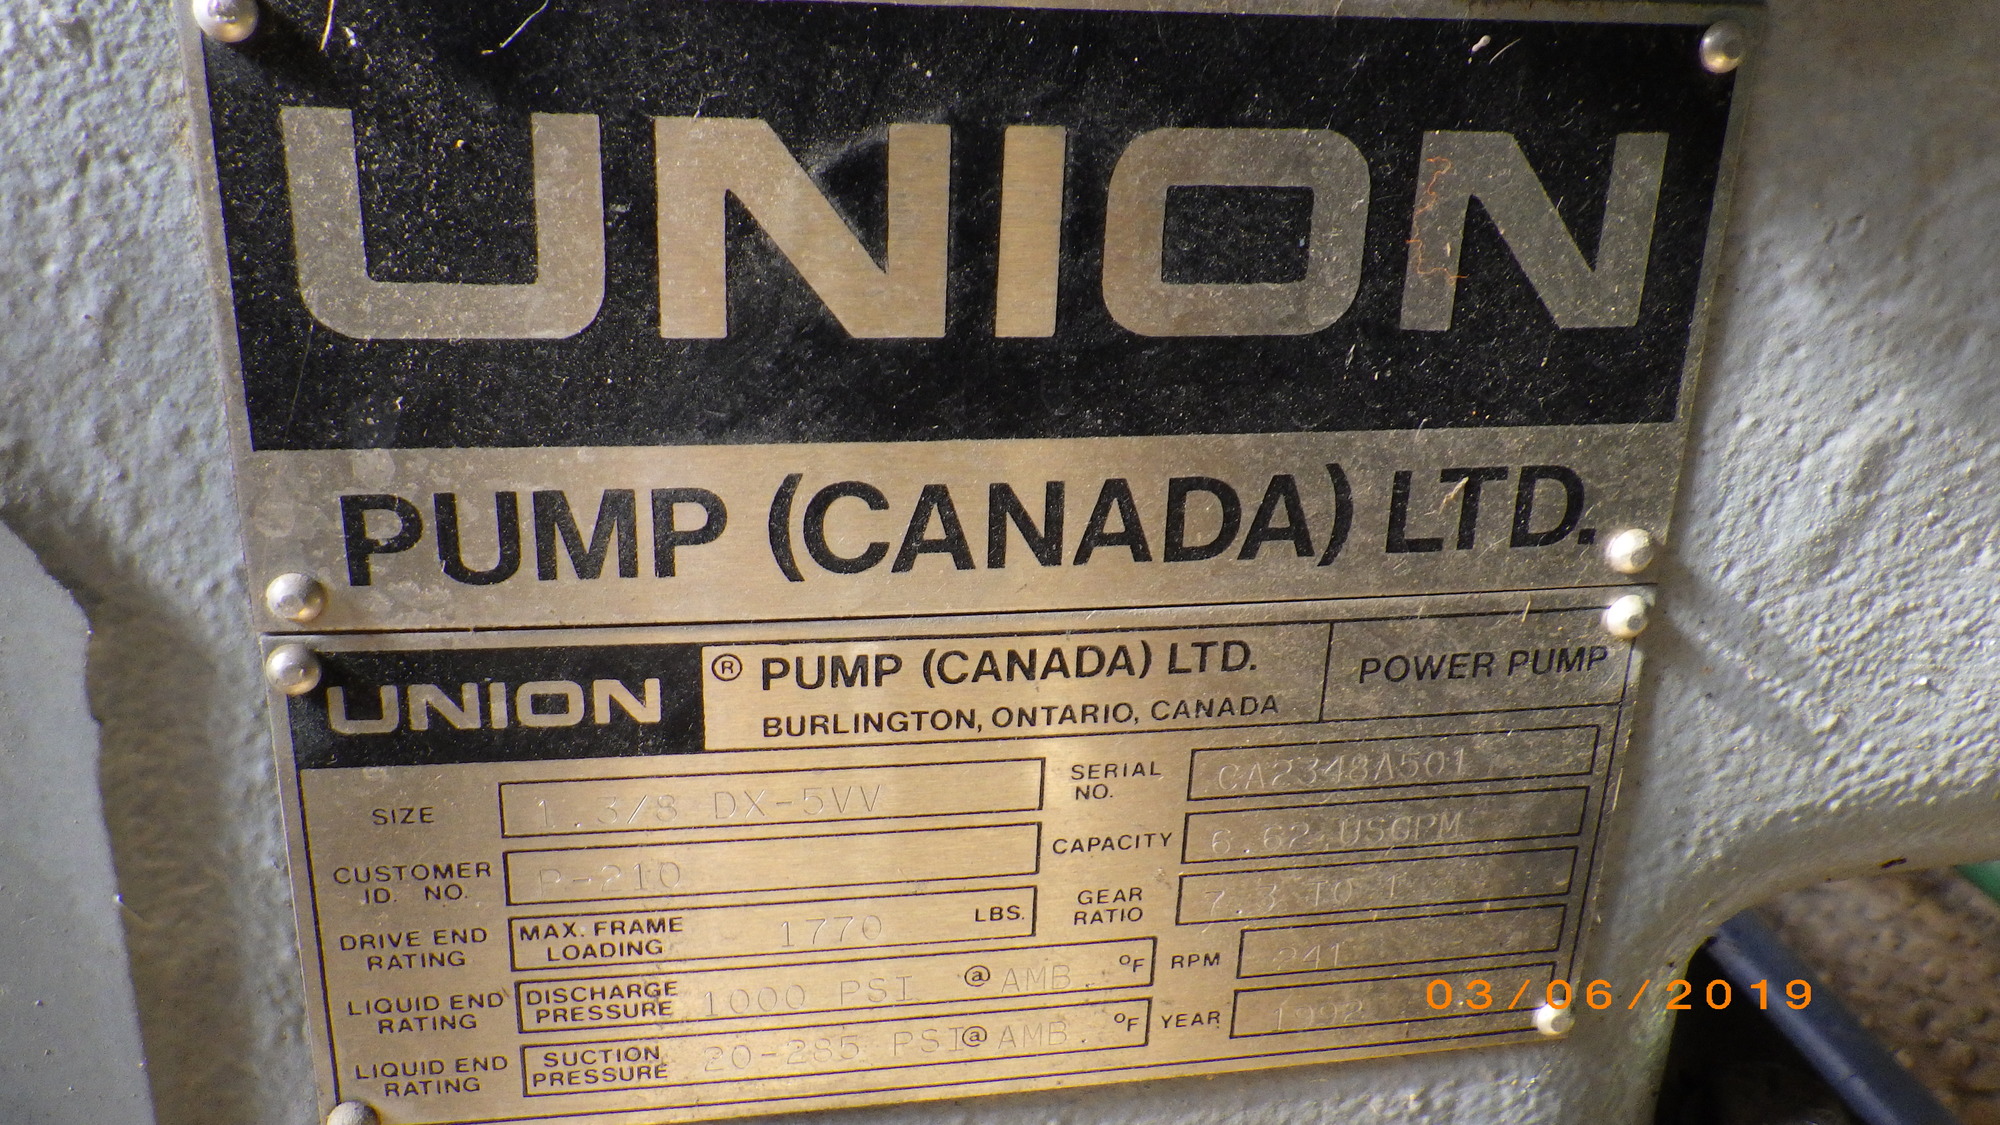 UNION
PUMP (CANADA) LTD.
UNION ® PUMP (CANADA) LTD.
BURLINGTON, ONTARIO, CANADA
POWER PUMP
SIZE 1.3/8 DX-5VV
SERIAL NO. CA2348A501
CUSTOMER ID. NO. P-210
CAPACITY 6.62 USGPM
DRIVE END RATING MAX. FRAME LOADING 1770 LBS.
GEAR RATIO 7.3 TO 1
LIQUID END RATING DISCHARGE PRESSURE 1000 PSI @ AMB. °F
RPM 241
LIQUID END RATING SUCTION PRESSURE 20-285 PSI @ AMB. °F
YEAR 1992
03/06/2019